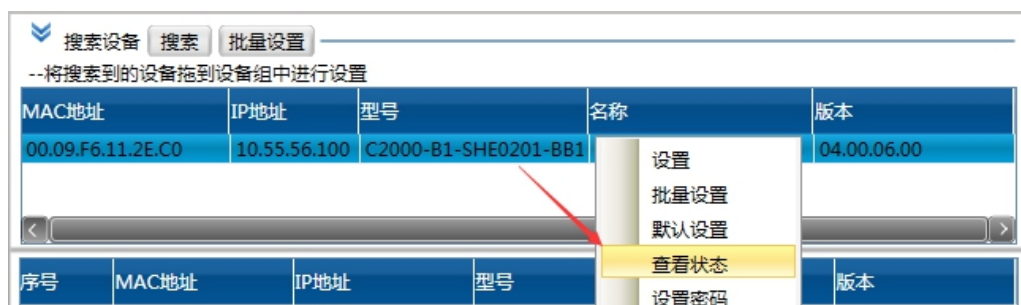 搜索设备 搜索 批量设置
--将搜索到的设备拖到设备组中进行设置
MAC地址 IP地址 型号 名称 版本
00.09.F6.11.2E.C0 10.55.56.100 C2000-B1-SHE0201-BB1 04.00.06.00
设置
批量设置
默认设置
查看状态
设置密码
序号 MAC地址 IP地址 型号 版本